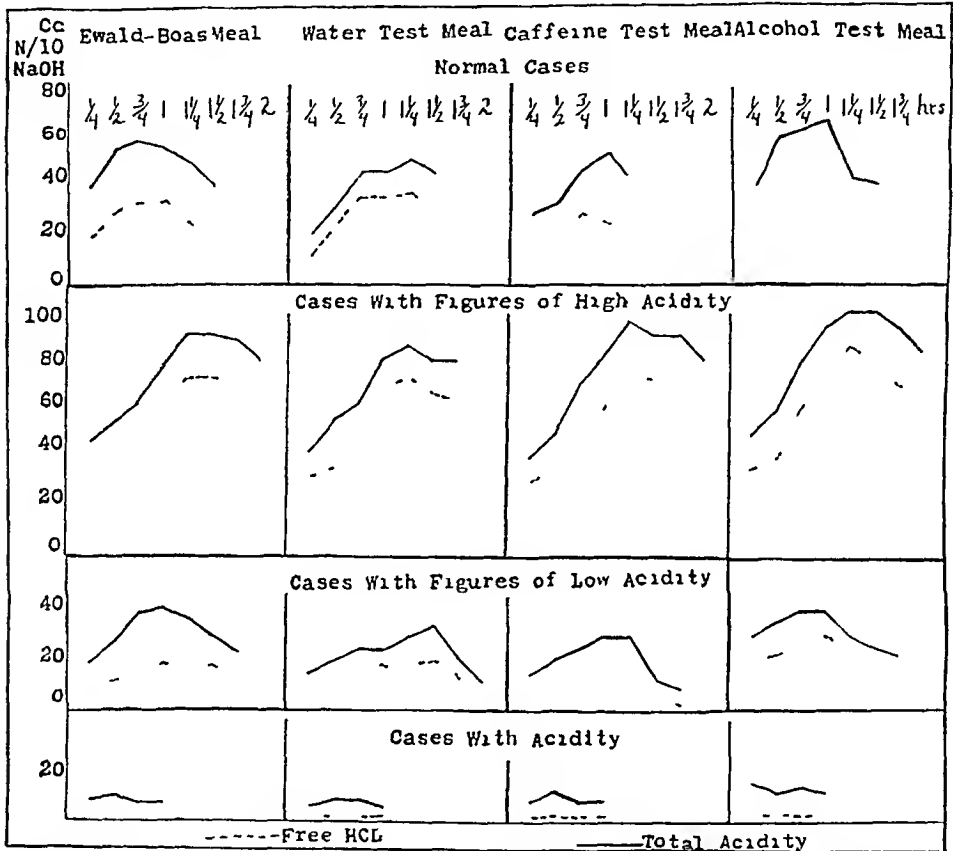 Cc
N/10
NaOH
Ewald-Boas Meal
Water Test Meal
Caffeine Test Meal
Alcohol Test Meal
Normal Cases
80
60
40
20
0
¼ ½ ¾ 1 1¼ 1½ 1¾ 2
¼ ½ ¾ 1 1¼ 1½ 1¾ 2
¼ ½ ¾ 1 1¼ 1½ 1¾ 2
¼ ½ ¾ 1 1¼ 1½ 1¾ hrs
Cases With Figures of High Acidity
100
80
60
40
20
0
Cases With Figures of Low Acidity
40
20
0
Cases With Acidity
20
Free HCL
Total Acidity